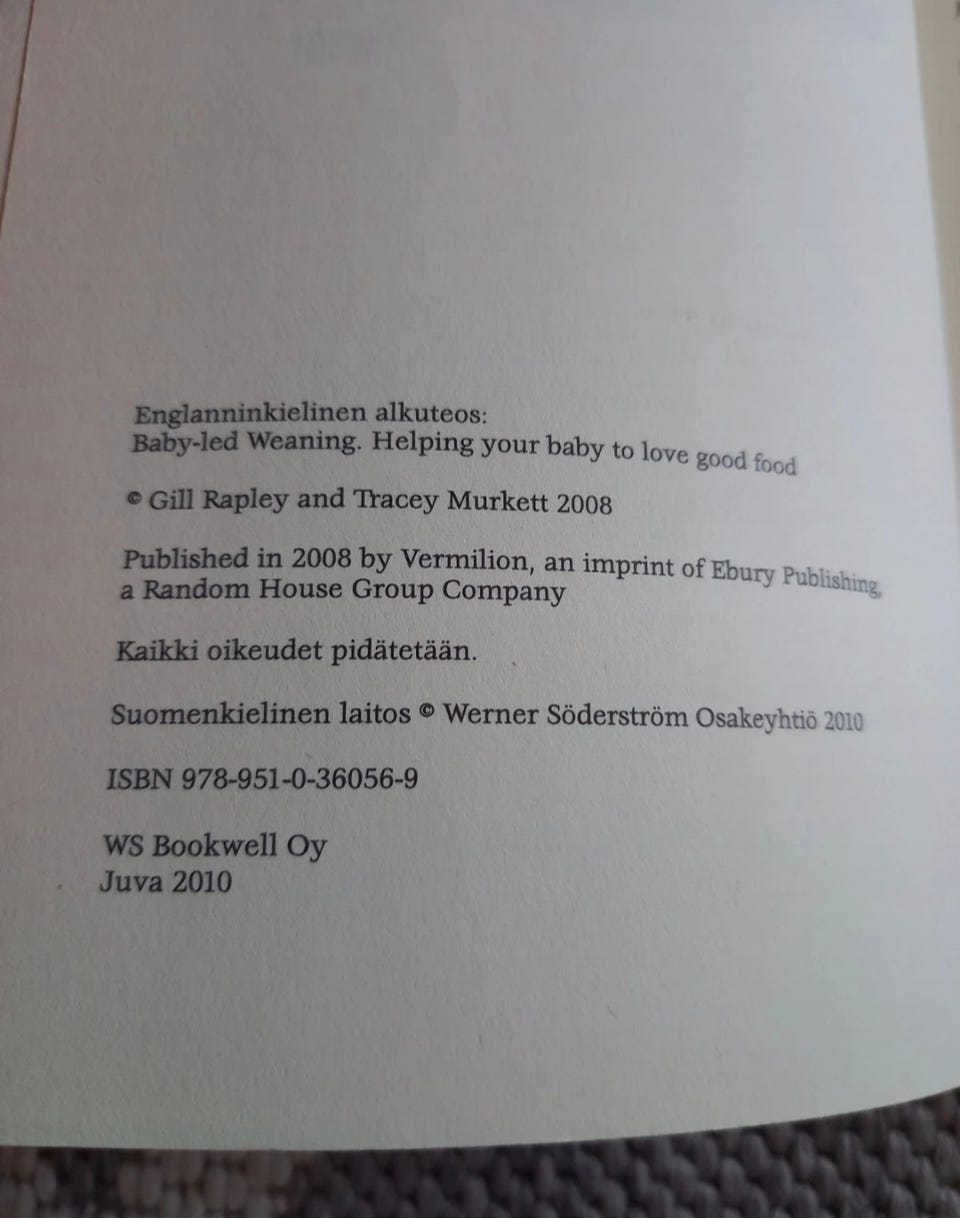 Englanninkielinen alkuteos:
Baby-led Weaning. Helping your baby to love good food
© Gill Rapley and Tracey Murkett 2008
Published in 2008 by Vermilion, an imprint of Ebury Publishing,
a Random House Group Company
Kaikki oikeudet pidätetään.
Suomenkielinen laitos © Werner Söderström Osakeyhtiö 2010
ISBN 978-951-0-36056-9
WS Bookwell Oy
Juva 2010